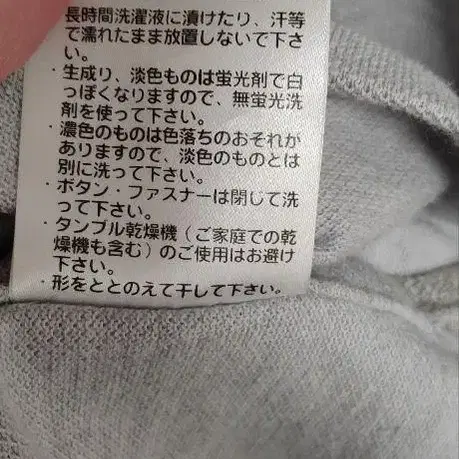 長時間洗濯液に漬けたり、汗等
で濡れたまま放置しないで下さ
い。
・生成り、淡色ものは蛍光剤で白
っぽくなりますので、無蛍光洗
剤を使って下さい。
・濃色のものは色落ちのおそれが
ありますので、淡色のものとは
別に洗って下さい。
・ボタン・ファスナーは閉じて洗
って下さい。
・タンブル乾燥機（ご家庭での乾
燥機も含む）のご使用はお避け
下さい。
・形をととのえて干して下さい。